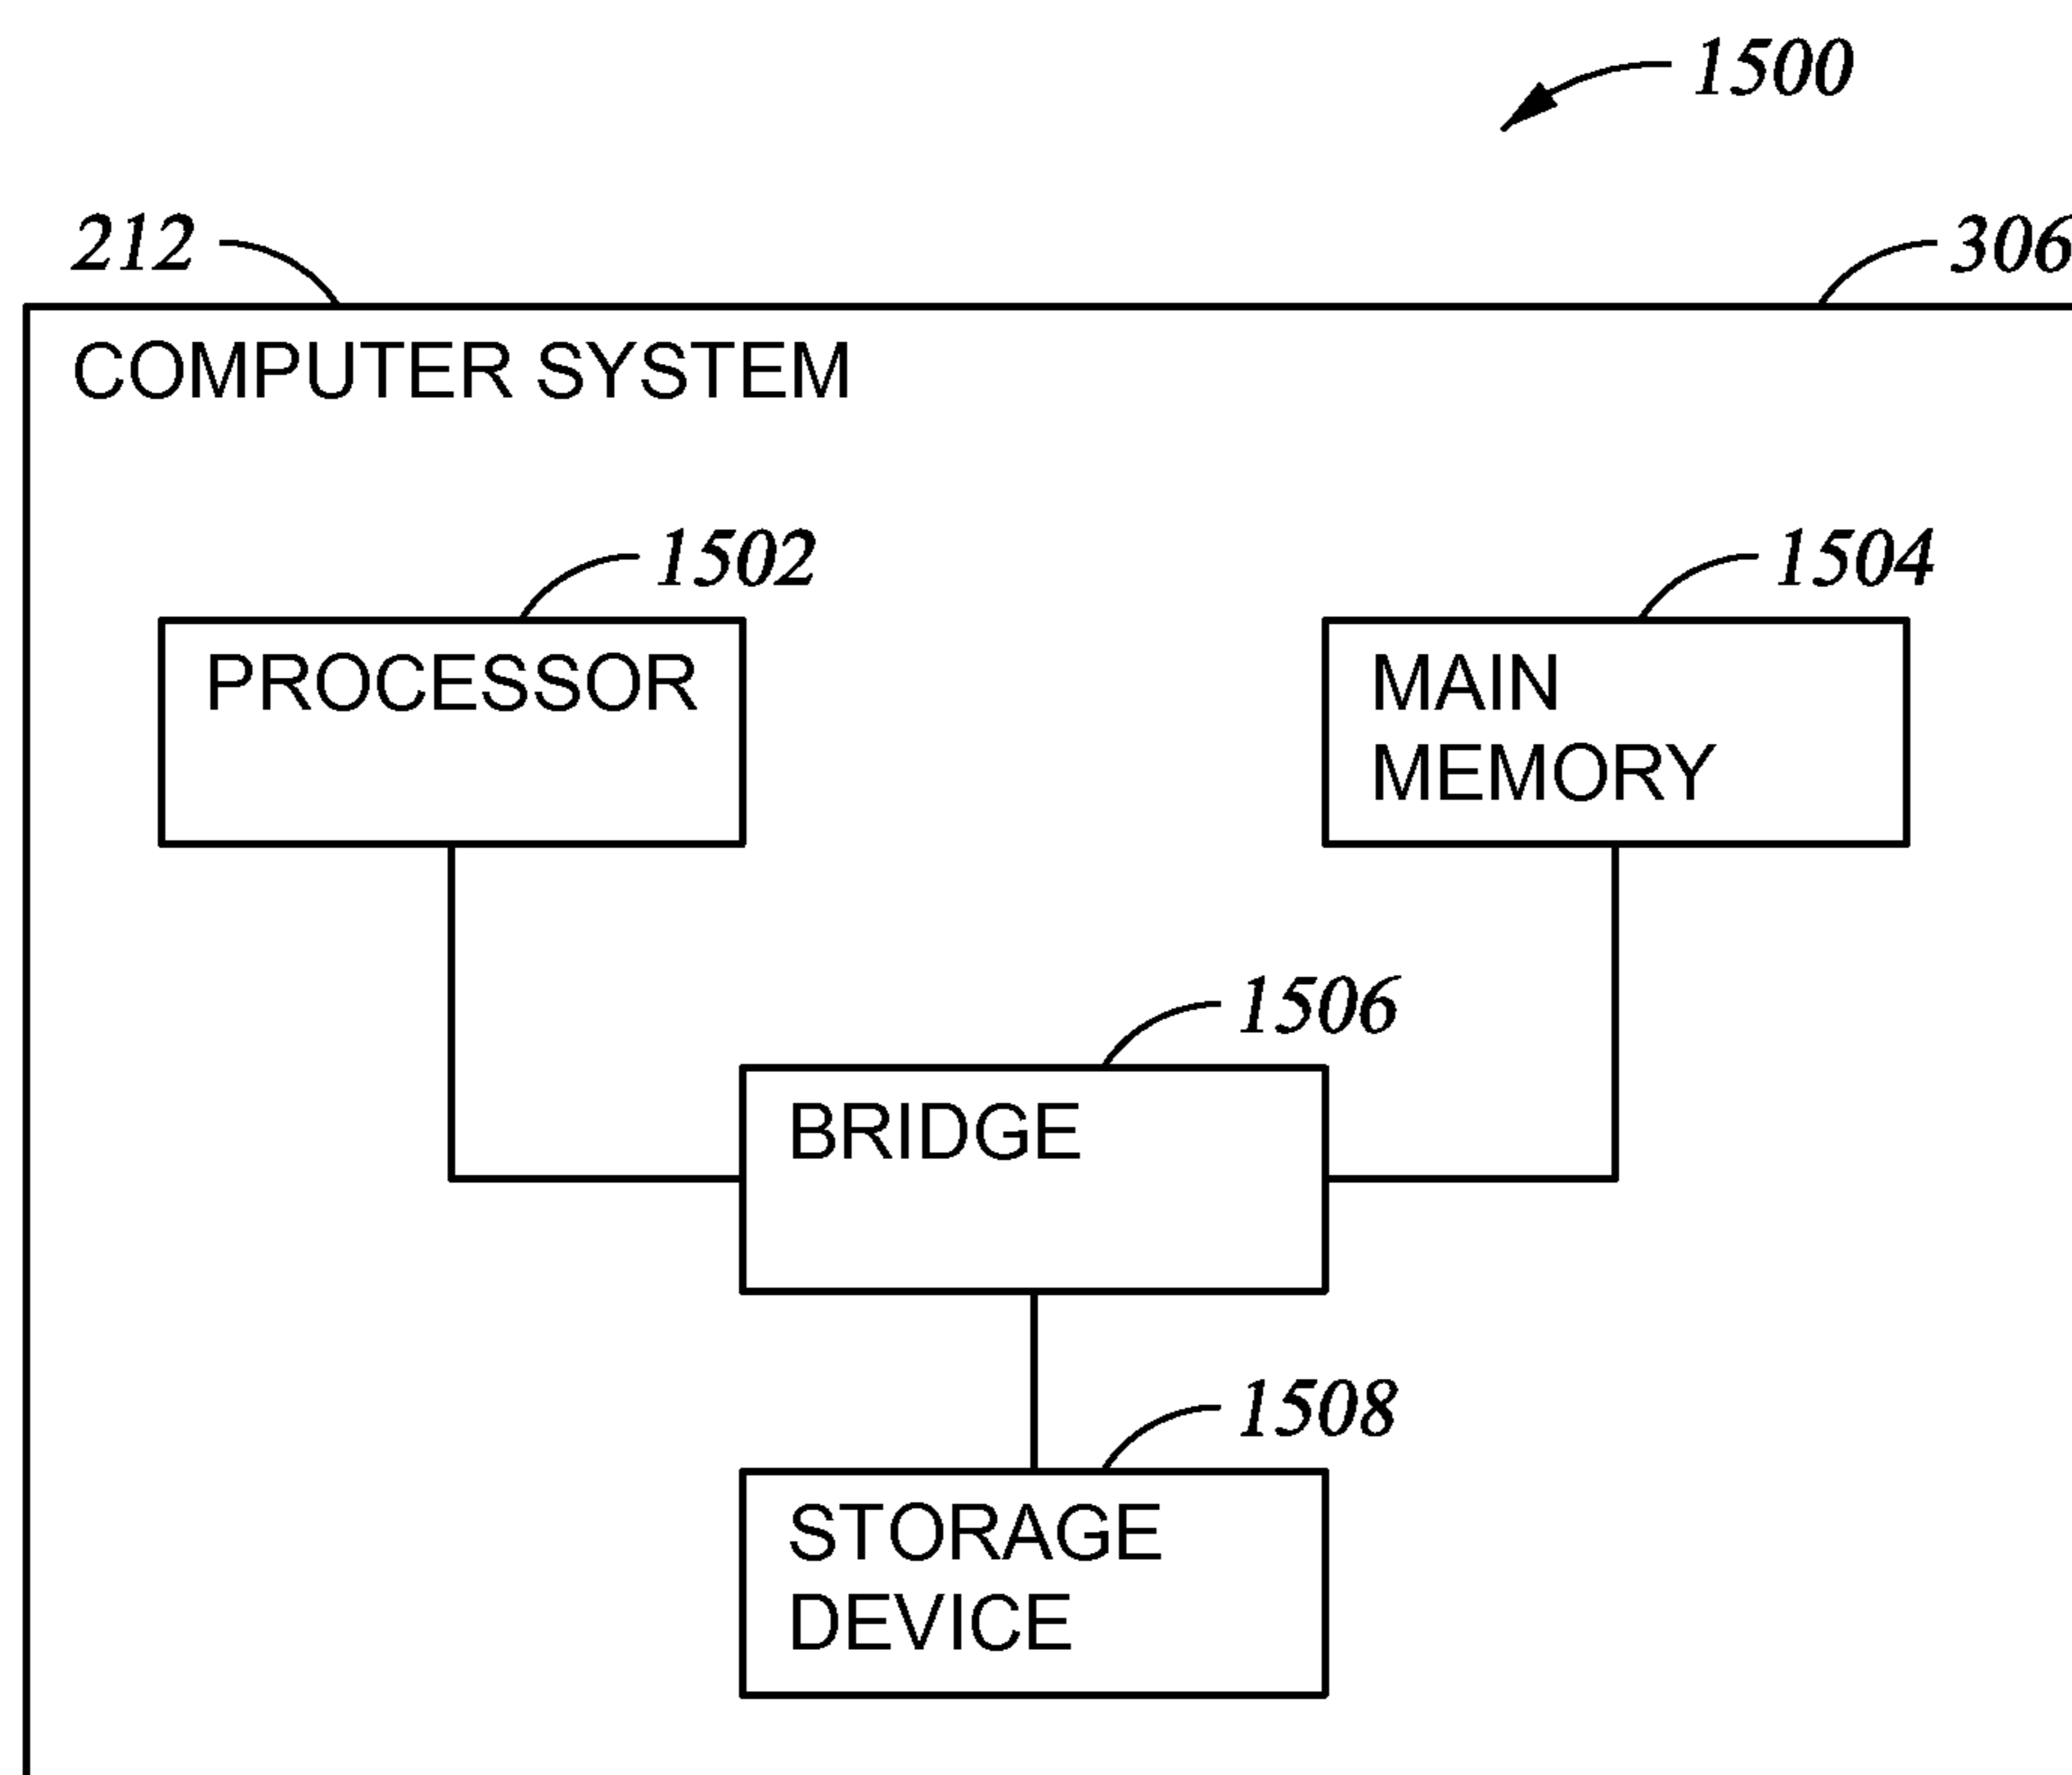 1500
212
306
COMPUTER SYSTEM
1502
1504
PROCESSOR
MAIN
MEMORY
1506
BRIDGE
1508
STORAGE
DEVICE